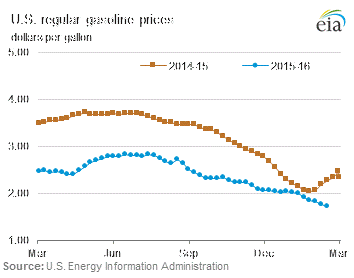 U.S. regular gasoline prices
dollars per gallon
eia
5.00
2014-15
2015-16
4.00
3.00
2.00
1.00
Mar
Jun
Sep
Dec
Mar
Source: U.S. Energy Information Administration